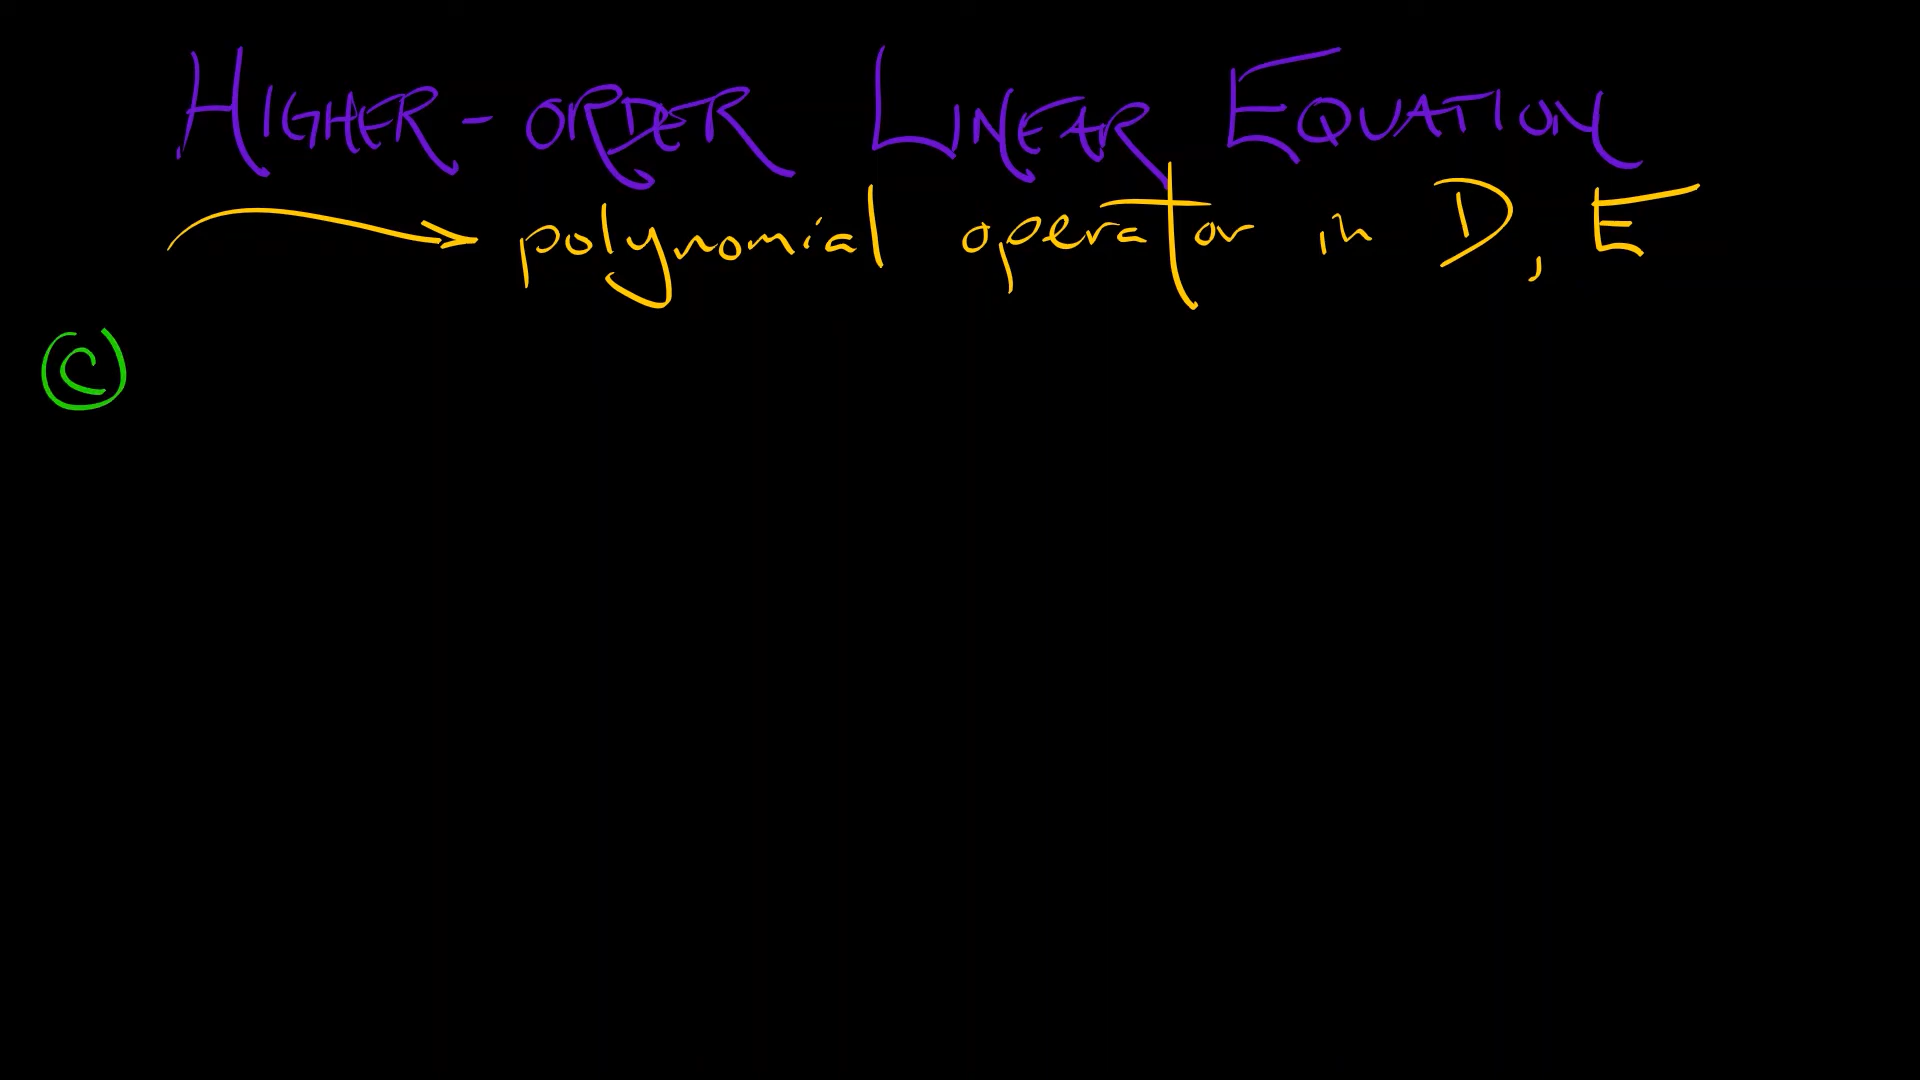 HIGHER-ORDER LINEAR EQUATION
polynomial operator in D, E
C